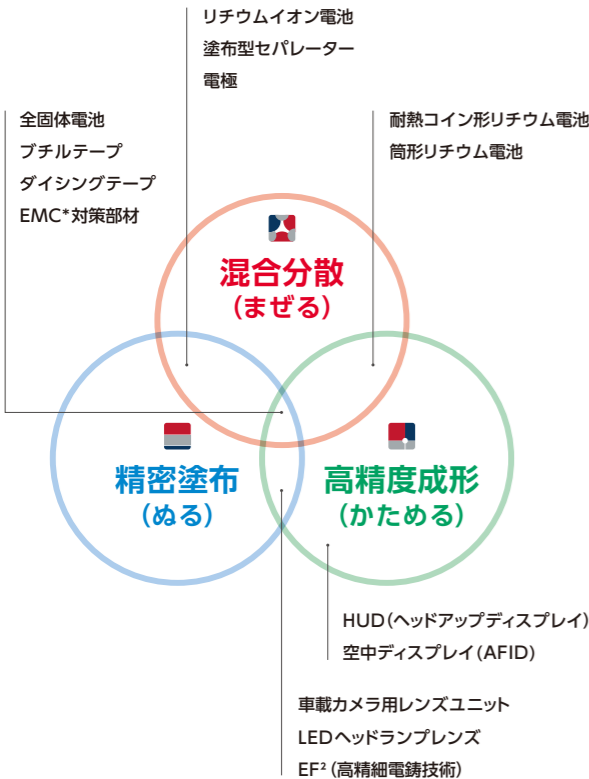 リチウムイオン電池
塗布型セパレーター
電極
全固体電池
ブチルテープ
ダイシングテープ
EMC*対策部材
耐熱コイン形リチウム電池
筒形リチウム電池
混合分散
(まぜる)
精密塗布
(ぬる)
高精度成形
(かためる)
HUD(ヘッドアップディスプレイ)
空中ディスプレイ(AFID)
車載カメラ用レンズユニット
LEDヘッドランプレンズ
EF²(高精細電鋳技術)